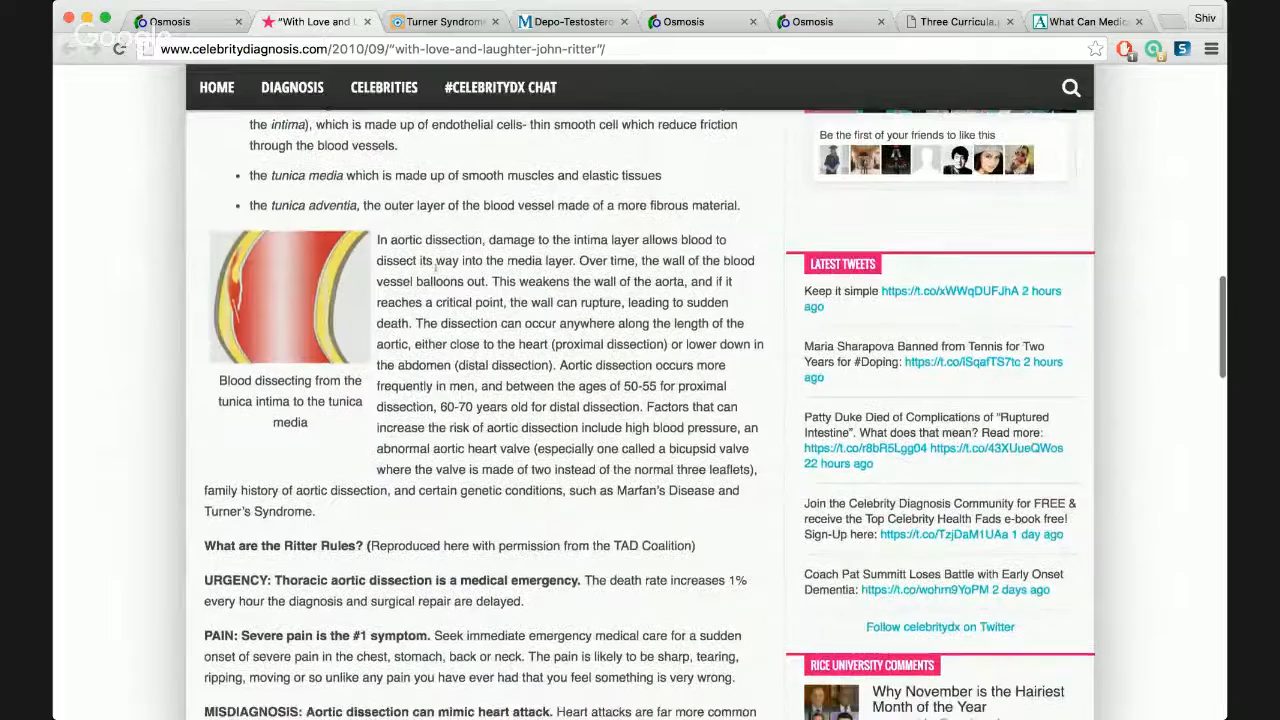 Osmosis
"With Love and L
Turner Syndrome
Depo-Testostero
Osmosis
Osmosis
Three Curricula.p
What Can Medic
Shiv
Google
www.celebritydiagnosis.com/2010/09/"with-love-and-laughter-john-ritter"/
HOME DIAGNOSIS CELEBRITIES #CELEBRITYDX CHAT
the intima), which is made up of endothelial cells- thin smooth cell which reduce friction
through the blood vessels.
• the tunica media which is made up of smooth muscles and elastic tissues
• the tunica adventia, the outer layer of the blood vessel made of a more fibrous material.
Blood dissecting from the
tunica intima to the tunica
media
In aortic dissection, damage to the intima layer allows blood to
dissect its way into the media layer. Over time, the wall of the blood
vessel balloons out. This weakens the wall of the aorta, and if it
reaches a critical point, the wall can rupture, leading to sudden
death. The dissection can occur anywhere along the length of the
aortic, either close to the heart (proximal dissection) or lower down in
the abdomen (distal dissection). Aortic dissection occurs more
frequently in men, and between the ages of 50-55 for proximal
dissection, 60-70 years old for distal dissection. Factors that can
increase the risk of aortic dissection include high blood pressure, an
abnormal aortic heart valve (especially one called a bicupsid valve
where the valve is made of two instead of the normal three leaflets),
family history of aortic dissection, and certain genetic conditions, such as Marfan's Disease and
Turner's Syndrome.
What are the Ritter Rules? (Reproduced here with permission from the TAD Coalition)
URGENCY: Thoracic aortic dissection is a medical emergency. The death rate increases 1%
every hour the diagnosis and surgical repair are delayed.
PAIN: Severe pain is the #1 symptom. Seek immediate emergency medical care for a sudden
onset of severe pain in the chest, stomach, back or neck. The pain is likely to be sharp, tearing,
ripping, moving or so unlike any pain you have ever had that you feel something is very wrong.
MISDIAGNOSIS: Aortic dissection can mimic heart attack. Heart attacks are far more common
Be the first of your friends to like this
LATEST TWEETS
Keep it simple https://t.co/xWWqDUFJhA 2 hours
ago
Maria Sharapova Banned from Tennis for Two
Years for #Doping: https://t.co/iSqafTS7tc 2 hours
ago
Patty Duke Died of Complications of "Ruptured
Intestine". What does that mean? Read more:
https://t.co/r8bR5Lgg04 https://t.co/43XUueQWos
22 hours ago
Join the Celebrity Diagnosis Community for FREE &
receive the Top Celebrity Health Fads e-book free!
Sign-Up here: https://t.co/TzjDaM1UAa 1 day ago
Coach Pat Summitt Loses Battle with Early Onset
Dementia: https://t.co/wohm9YoPM 2 days ago
Follow celebritydx on Twitter
RICE UNIVERSITY COMMENTS
Why November is the Hairiest
Month of the Year